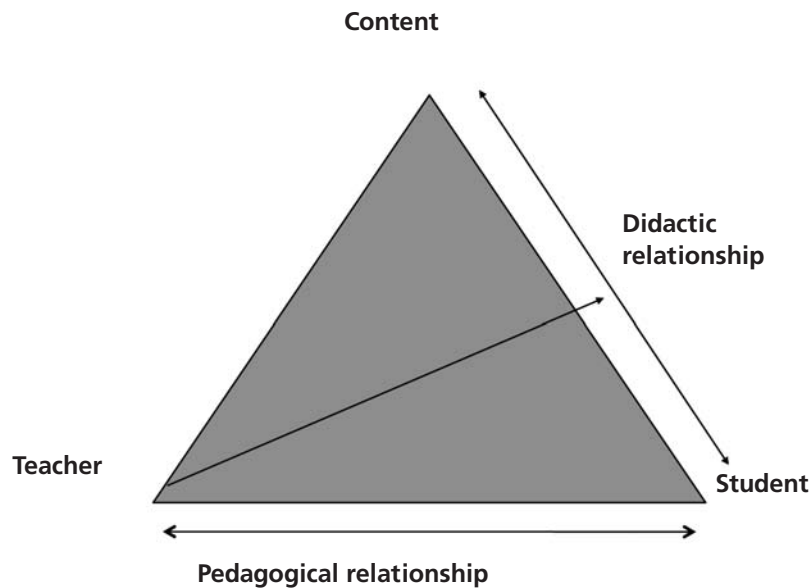 Content
Didactic
relationship
Teacher
Student
Pedagogical relationship